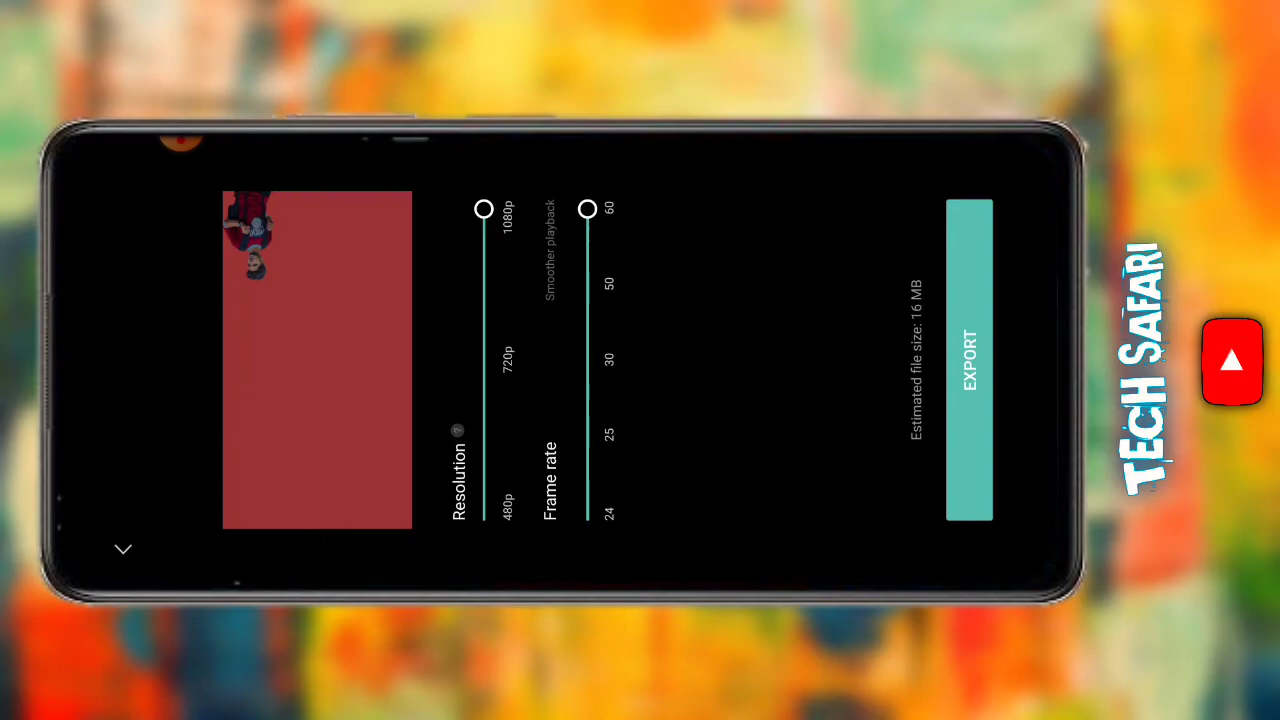 Resolution ?
480p 720p 1080p
Frame rate Smoother playback
24 25 30 50 60
Estimated file size: 16 MB
EXPORT
TECH SAFARI